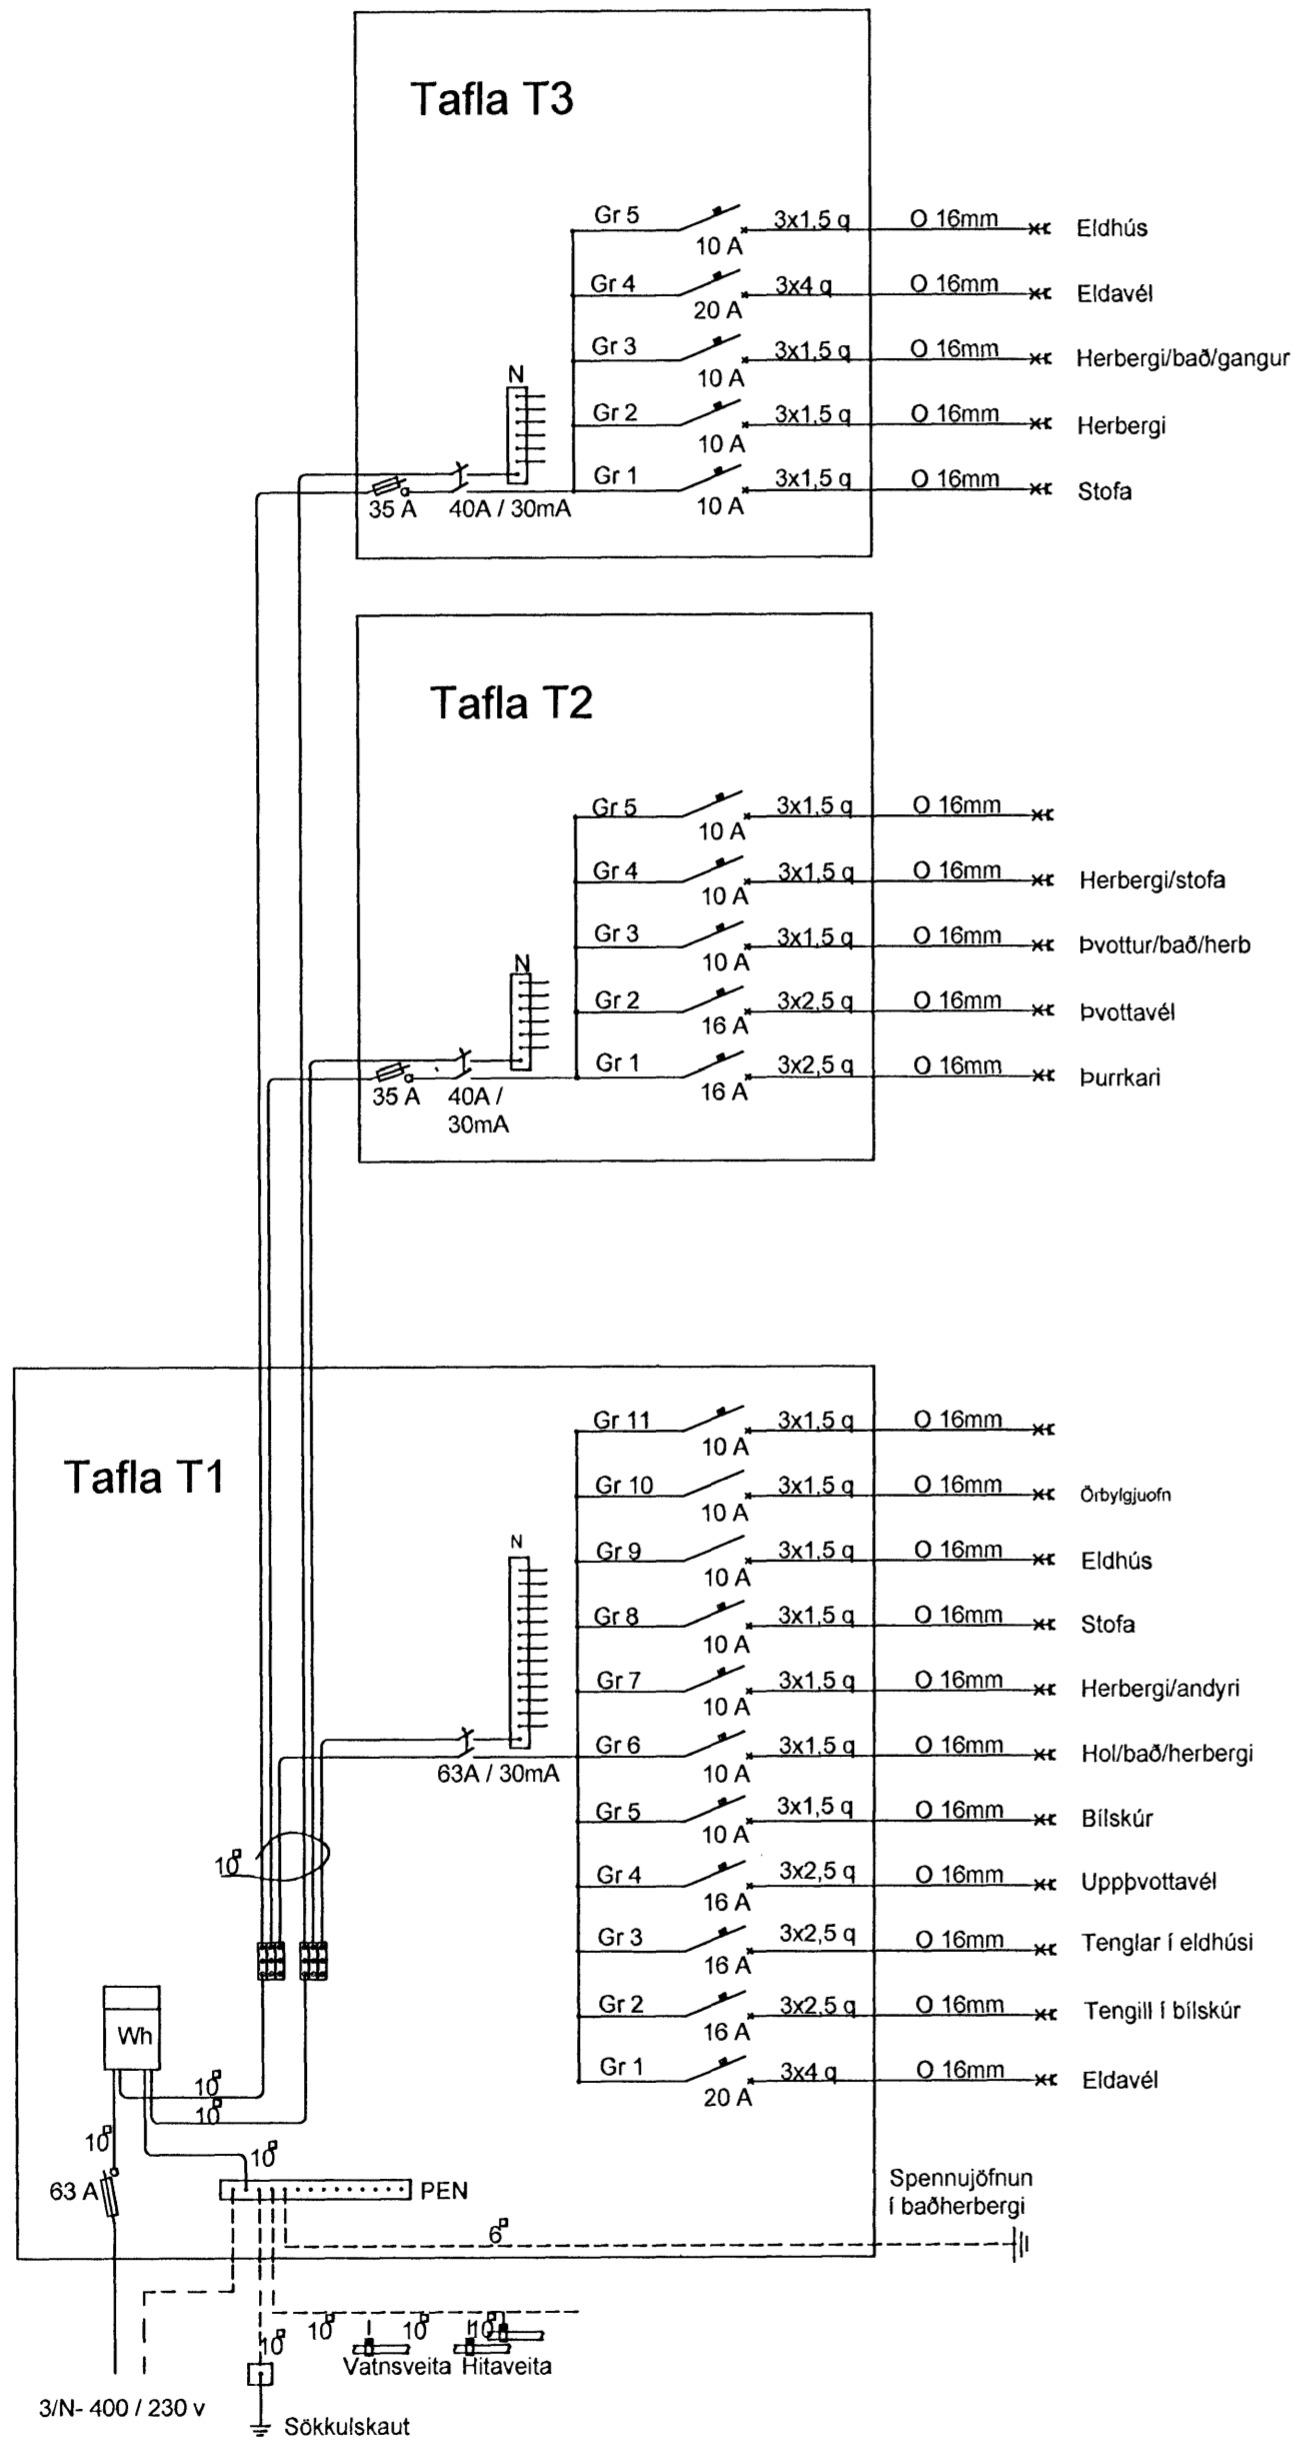 Tafla T3
Gr 5 10 A 3x1,5 q O 16mm Eldhús
Gr 4 20 A 3x4 q O 16mm Eldavél
Gr 3 10 A 3x1,5 q O 16mm Herbergi/bað/gangur
Gr 2 10 A 3x1,5 q O 16mm Herbergi
Gr 1 10 A 3x1,5 q O 16mm Stofa
N
35 A 40A / 30mA
Tafla T2
Gr 5 10 A 3x1,5 q O 16mm
Gr 4 10 A 3x1,5 q O 16mm Herbergi/stofa
Gr 3 10 A 3x1,5 q O 16mm Þvottur/bað/herb
Gr 2 16 A 3x2,5 q O 16mm Þvottavél
Gr 1 16 A 3x2,5 q O 16mm Þurrkari
N
35 A 40A /
30mA
Tafla T1
Gr 11 10 A 3x1,5 q O 16mm
Gr 10 10 A 3x1,5 q O 16mm Örbylgjuofn
Gr 9 10 A 3x1,5 q O 16mm Eldhús
Gr 8 10 A 3x1,5 q O 16mm Stofa
Gr 7 10 A 3x1,5 q O 16mm Herbergi/andyri
Gr 6 10 A 3x1,5 q O 16mm Hol/bað/herbergi
Gr 5 10 A 3x1,5 q O 16mm Bílskúr
Gr 4 16 A 3x2,5 q O 16mm Uppþvottavél
Gr 3 16 A 3x2,5 q O 16mm Tenglar í eldhúsi
Gr 2 16 A 3x2,5 q O 16mm Tengill í bílskúr
Gr 1 20 A 3x4 q O 16mm Eldavél
N
63A / 30mA
10□
Wh
10□
10□
10□
10□
63 A
PEN
Spennujöfnun
í baðherbergi
6□
10□ 10□ 10□
10□
Vatnsveita Hitaveita
3/N- 400 / 230 v
Sökkulskaut